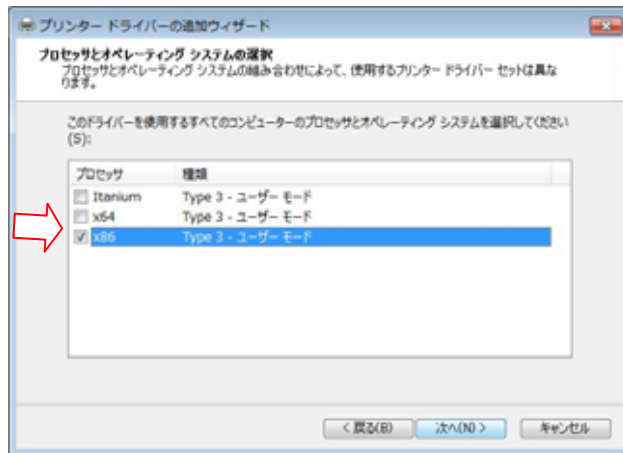 プリンター ドライバーの追加ウィザード
プロセッサとオペレーティング システムの選択
プロセッサとオペレーティング システムの組み合わせによって、使用するプリンター ドライバー セットは異な
ります。
このドライバーを使用するすべてのコンピューターのプロセッサとオペレーティング システムを選択してください
(S):
プロセッサ 種類
Itanium Type 3 - ユーザー モード
x64 Type 3 - ユーザー モード
x86 Type 3 - ユーザー モード
< 戻る(B) 次へ(N) > キャンセル